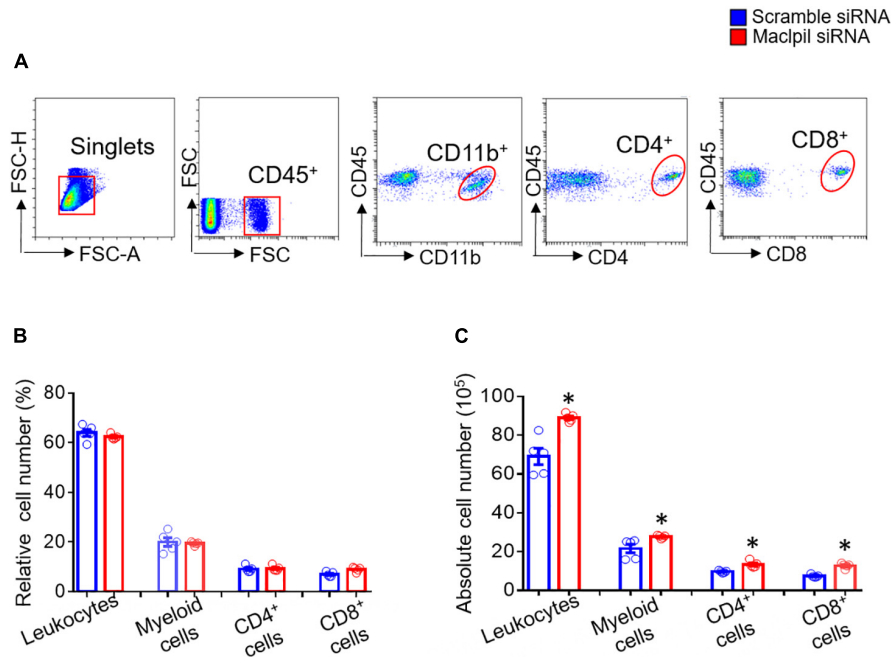 Scramble siRNA
Maclpil siRNA
A
FSC-H
Singlets
FSC-A
FSC
CD45+
FSC
CD45
CD11b+
CD11b
CD45
CD4+
CD4
CD45
CD8+
CD8
B
Relative cell number (%)
80
60
40
20
0
Leukocytes
Myeloid
cells
CD4+
cells
CD8+
cells
C
Absolute cell number (10⁵)
100
80
60
40
20
0
*
*
*
*
Leukocytes
Myeloid
cells
CD4+
cells
CD8+
cells